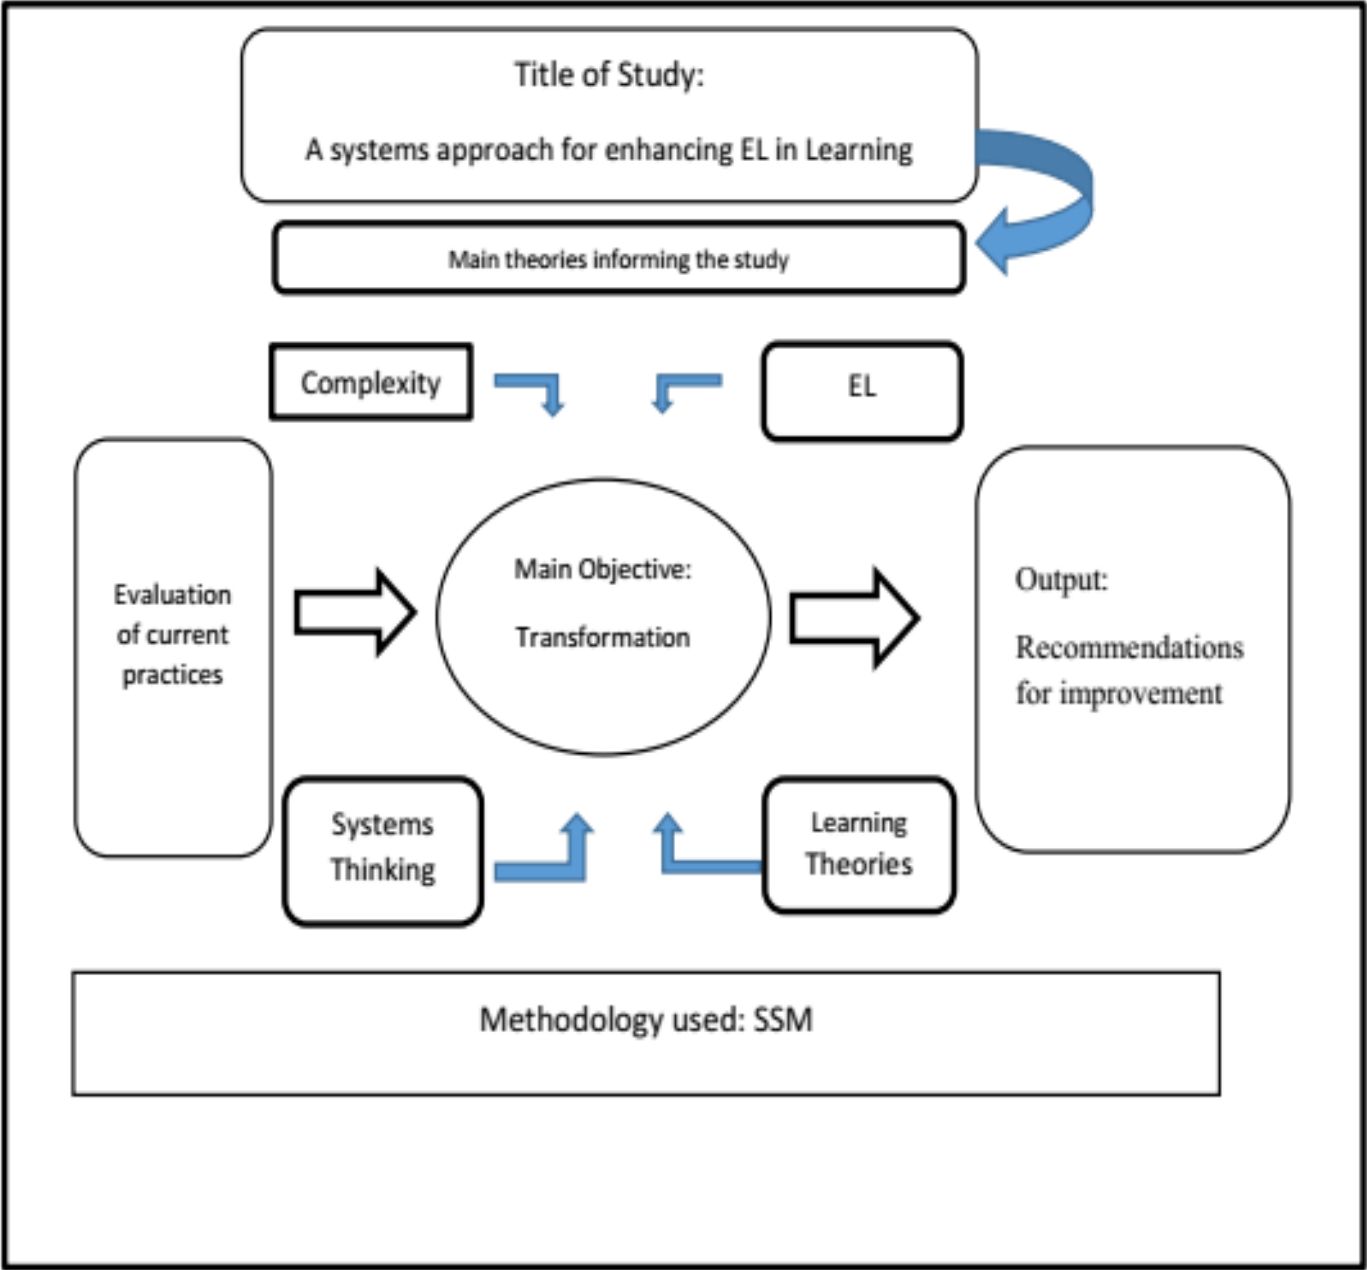 Title of Study:
A systems approach for enhancing EL in Learning
Main theories informing the study
Complexity
EL
Evaluation
of current
practices
Main Objective:
Transformation
Output:
Recommendations
for improvement
Systems
Thinking
Learning
Theories
Methodology used: SSM